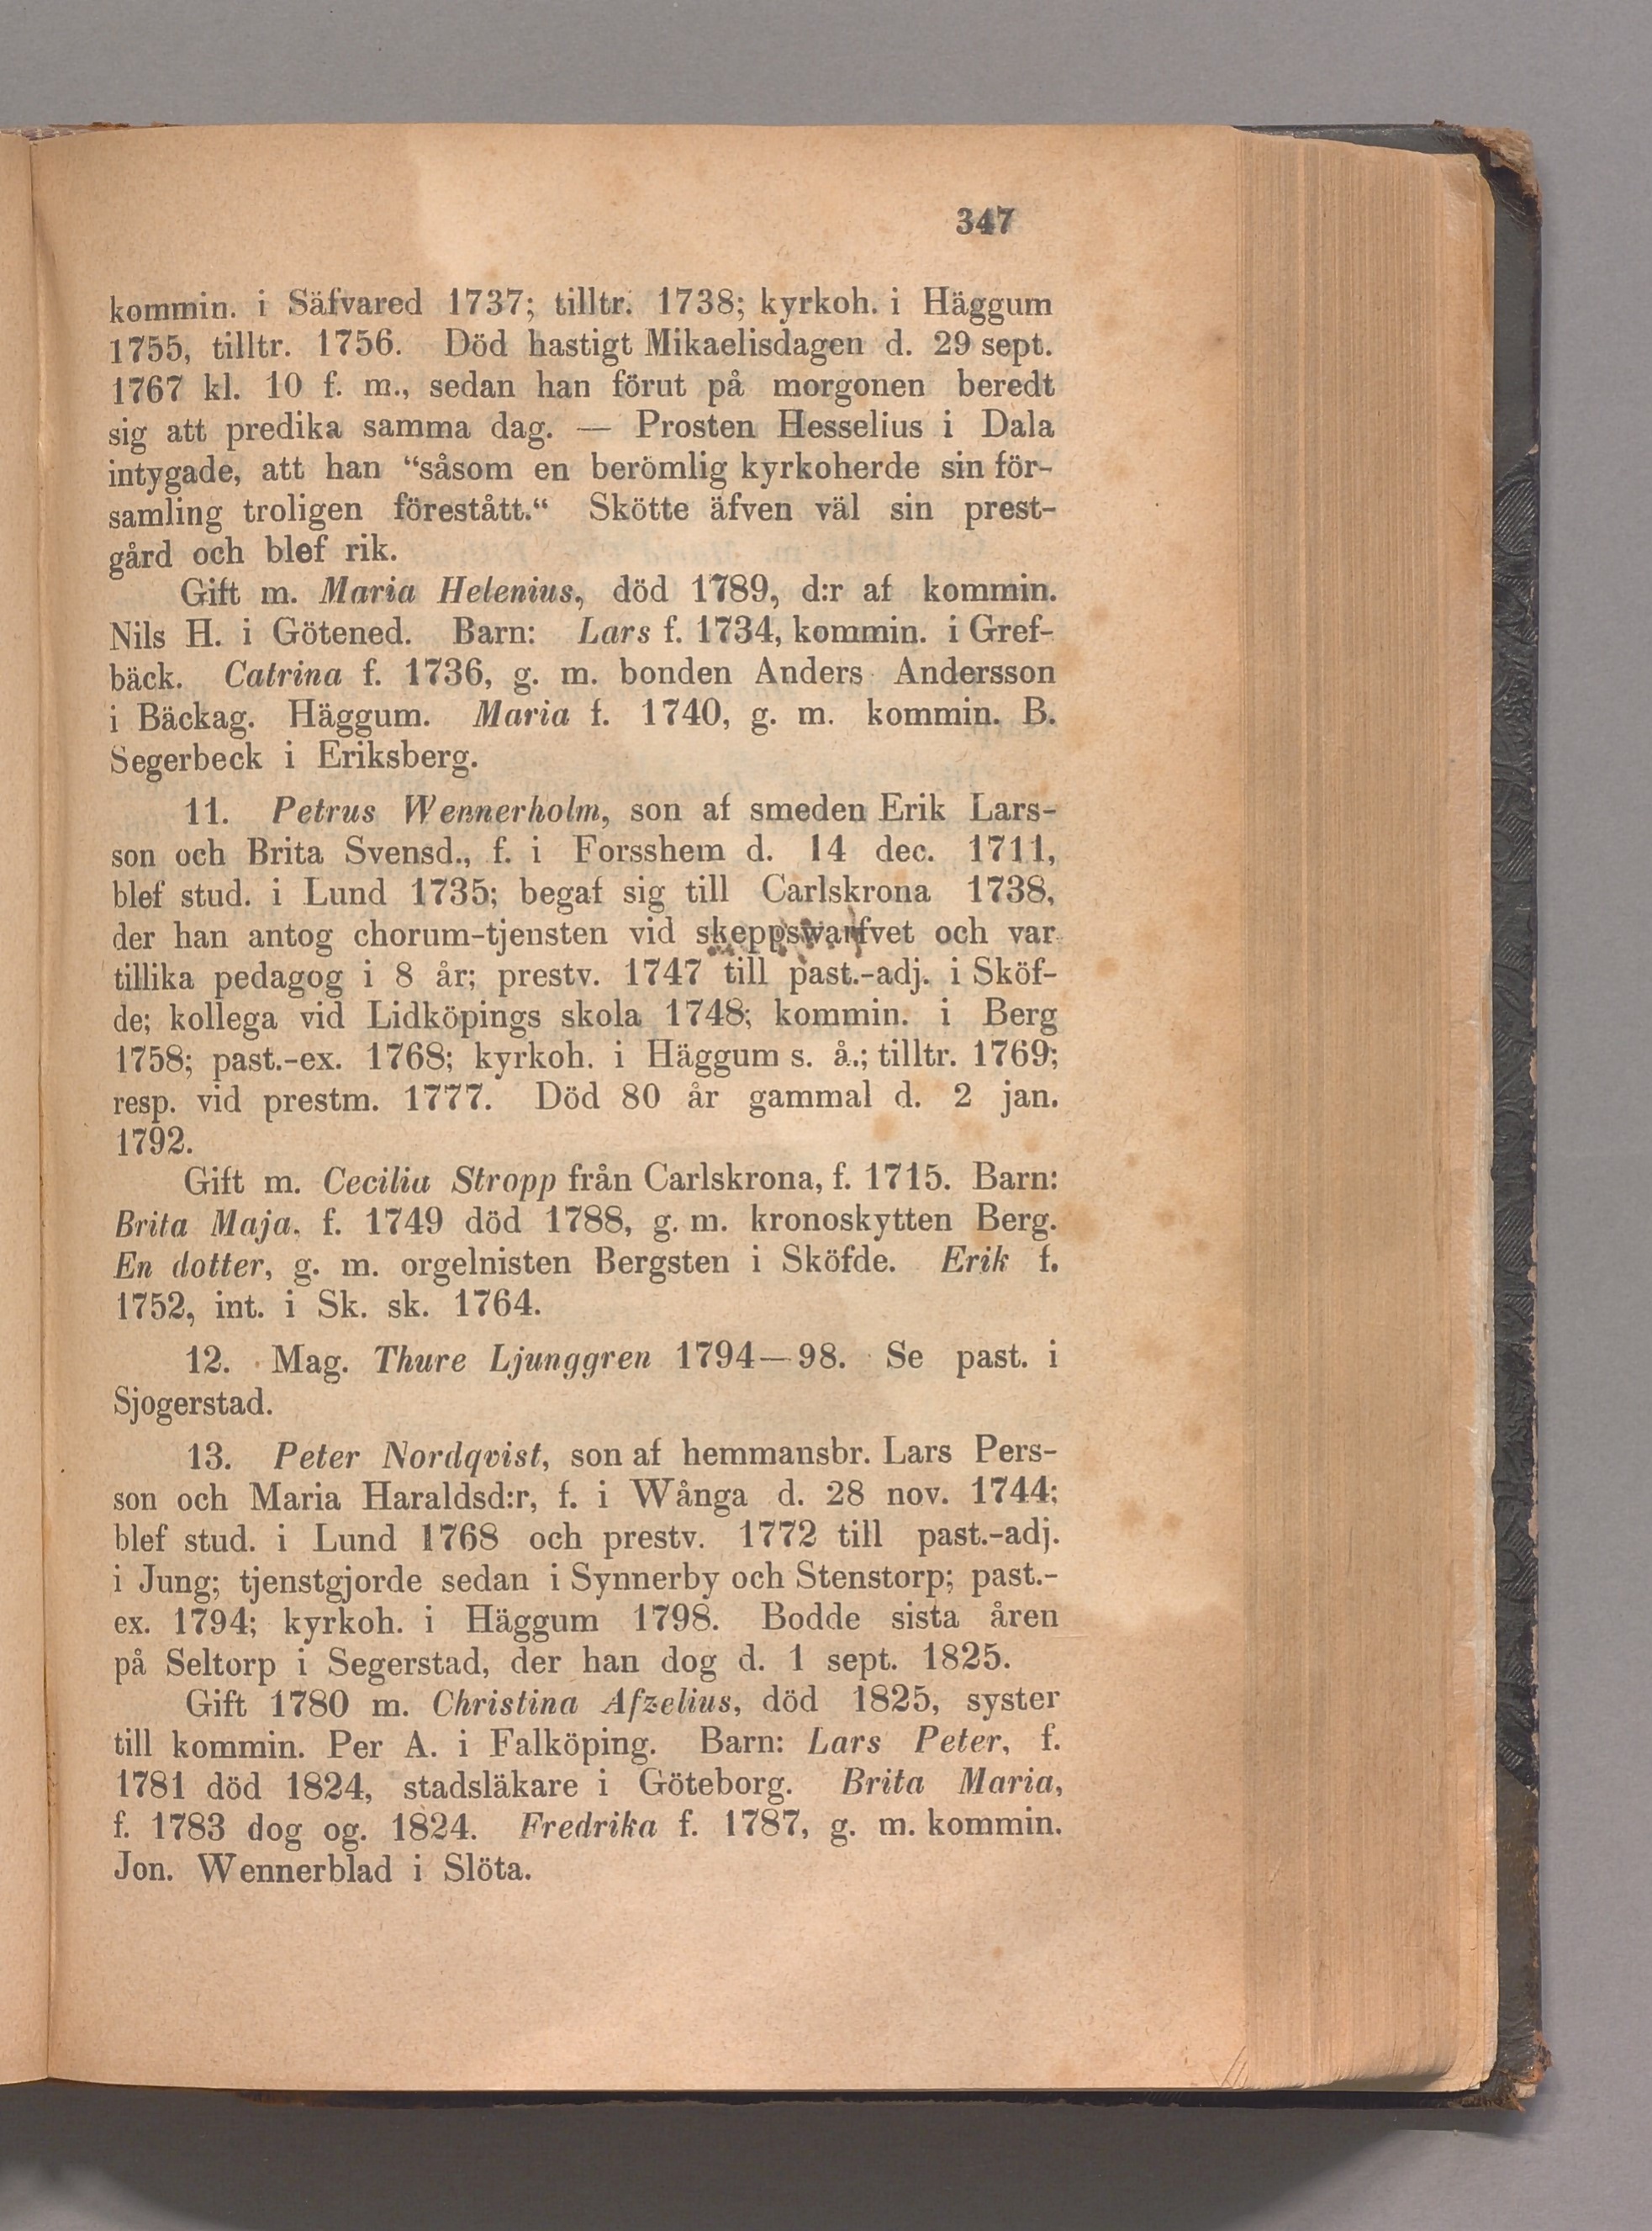 347
kommin. i Säfvared 1737; tilltr. 1738; kyrkoh. i Häggum
1755, tilltr. 1756. Död hastigt Mikaelisdagen d. 29 sept.
1767 kl. 10 f. m., sedan han förut på morgonen beredt
sig att predika samma dag. — Prosten Hesselius i Dala
intygade, att han “såsom en berömlig kyrkoherde sin för-
samling troligen förestått.“ Skötte äfven väl sin prest-
gård och blef rik.
Gift m. Maria Helenius, död 1789, d:r af kommin.
Nils H. i Götened. Barn: Lars f. 1734, kommin. i Gref-
bäck. Catrina f. 1736, g. m. bonden Anders Andersson
i Bäckag. Häggum. Maria f. 1740, g. m. kommin. B.
Segerbeck i Eriksberg.
11. Petrus Wennerholm, son af smeden Erik Lars-
son och Brita Svensd., f. i Forsshem d. 14 dec. 1711,
blef stud. i Lund 1735; begaf sig till Carlskrona 1738,
der han antog chorum-tjensten vid skeppswarfvet och var
tillika pedagog i 8 år; prestv. 1747 till past.-adj. i Sköf-
de; kollega vid Lidköpings skola 1748; kommin. i Berg
1758; past.-ex. 1768; kyrkoh. i Häggum s. å.; tilltr. 1769;
resp. vid prestm. 1777. Död 80 år gammal d. 2 jan.
1792.
Gift m. Cecilia Stropp från Carlskrona, f. 1715. Barn:
Brita Maja, f. 1749 död 1788, g. m. kronoskytten Berg.
En dotter, g. m. orgelnisten Bergsten i Sköfde. Erik f.
1752, int. i Sk. sk. 1764.
12. Mag. Thure Ljunggren 1794—98. Se past. i
Sjogerstad.
13. Peter Nordqvist, son af hemmansbr. Lars Pers-
son och Maria Haraldsd:r, f. i Wånga d. 28 nov. 1744;
blef stud. i Lund 1768 och prestv. 1772 till past.-adj.
i Jung; tjenstgjorde sedan i Synnerby och Stenstorp; past.-
ex. 1794; kyrkoh. i Häggum 1798. Bodde sista åren
på Seltorp i Segerstad, der han dog d. 1 sept. 1825.
Gift 1780 m. Christina Afzelius, död 1825, syster
till kommin. Per A. i Falköping. Barn: Lars Peter, f.
1781 död 1824, stadsläkare i Göteborg. Brita Maria,
f. 1783 dog og. 1824. Fredrika f. 1787, g. m. kommin.
Jon. Wennerblad i Slöta.